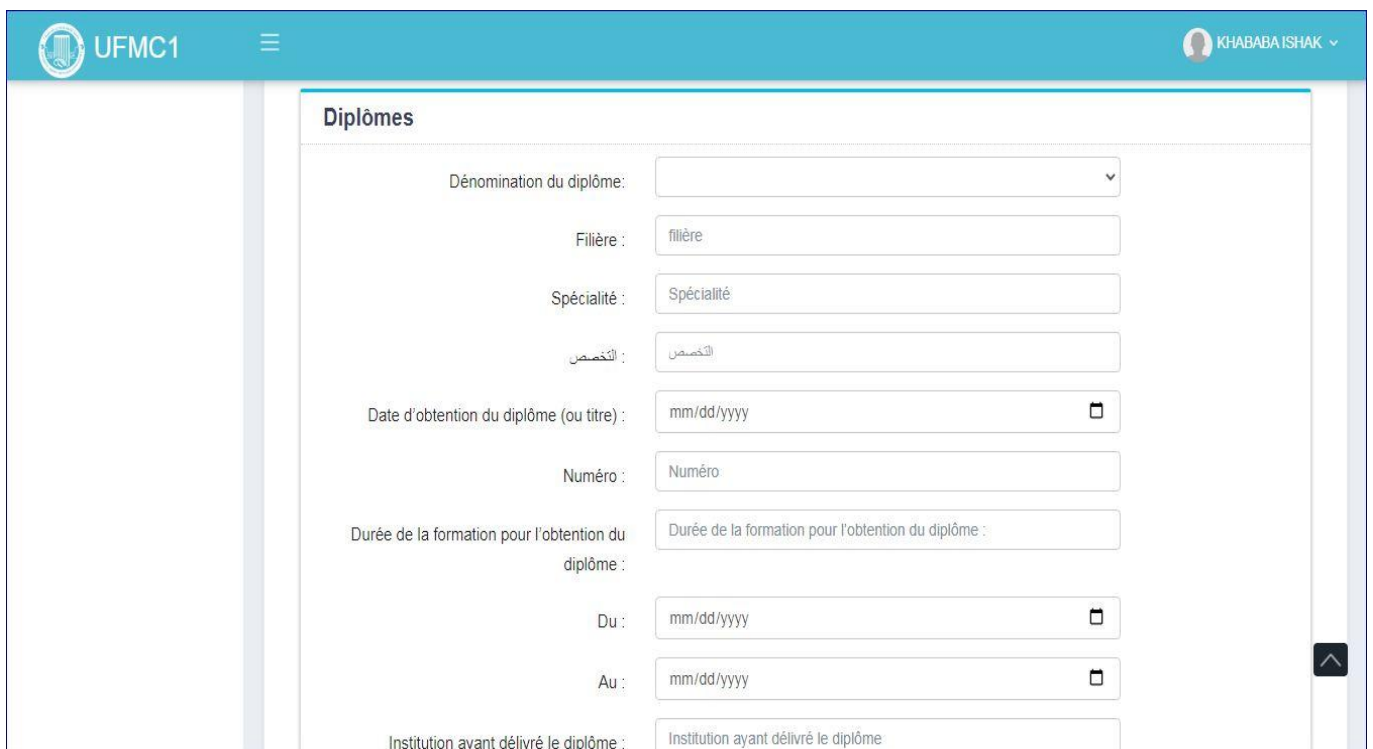 UFMC1
KHABABA ISHAK
Diplômes
Dénomination du diplôme:
Filière :
filière
Spécialité :
Spécialité
: التخصص
التخصص
Date d'obtention du diplôme (ou titre) :
mm/dd/yyyy
Numéro :
Numéro
Durée de la formation pour l'obtention du
diplôme :
Durée de la formation pour l'obtention du diplôme :
Du :
mm/dd/yyyy
Au :
mm/dd/yyyy
Institution ayant délivré le diplôme :
Institution ayant délivré le diplôme